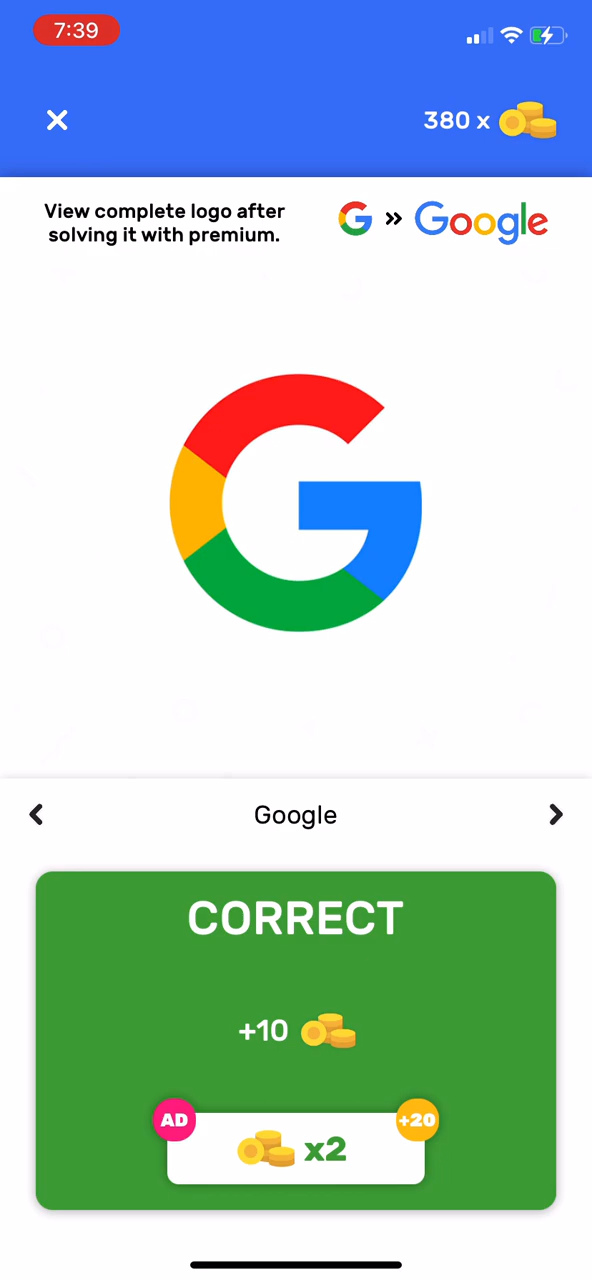 7:39
380 x
View complete logo after
solving it with premium.
G » Google
G
Google
CORRECT
+10
AD
+20
x2